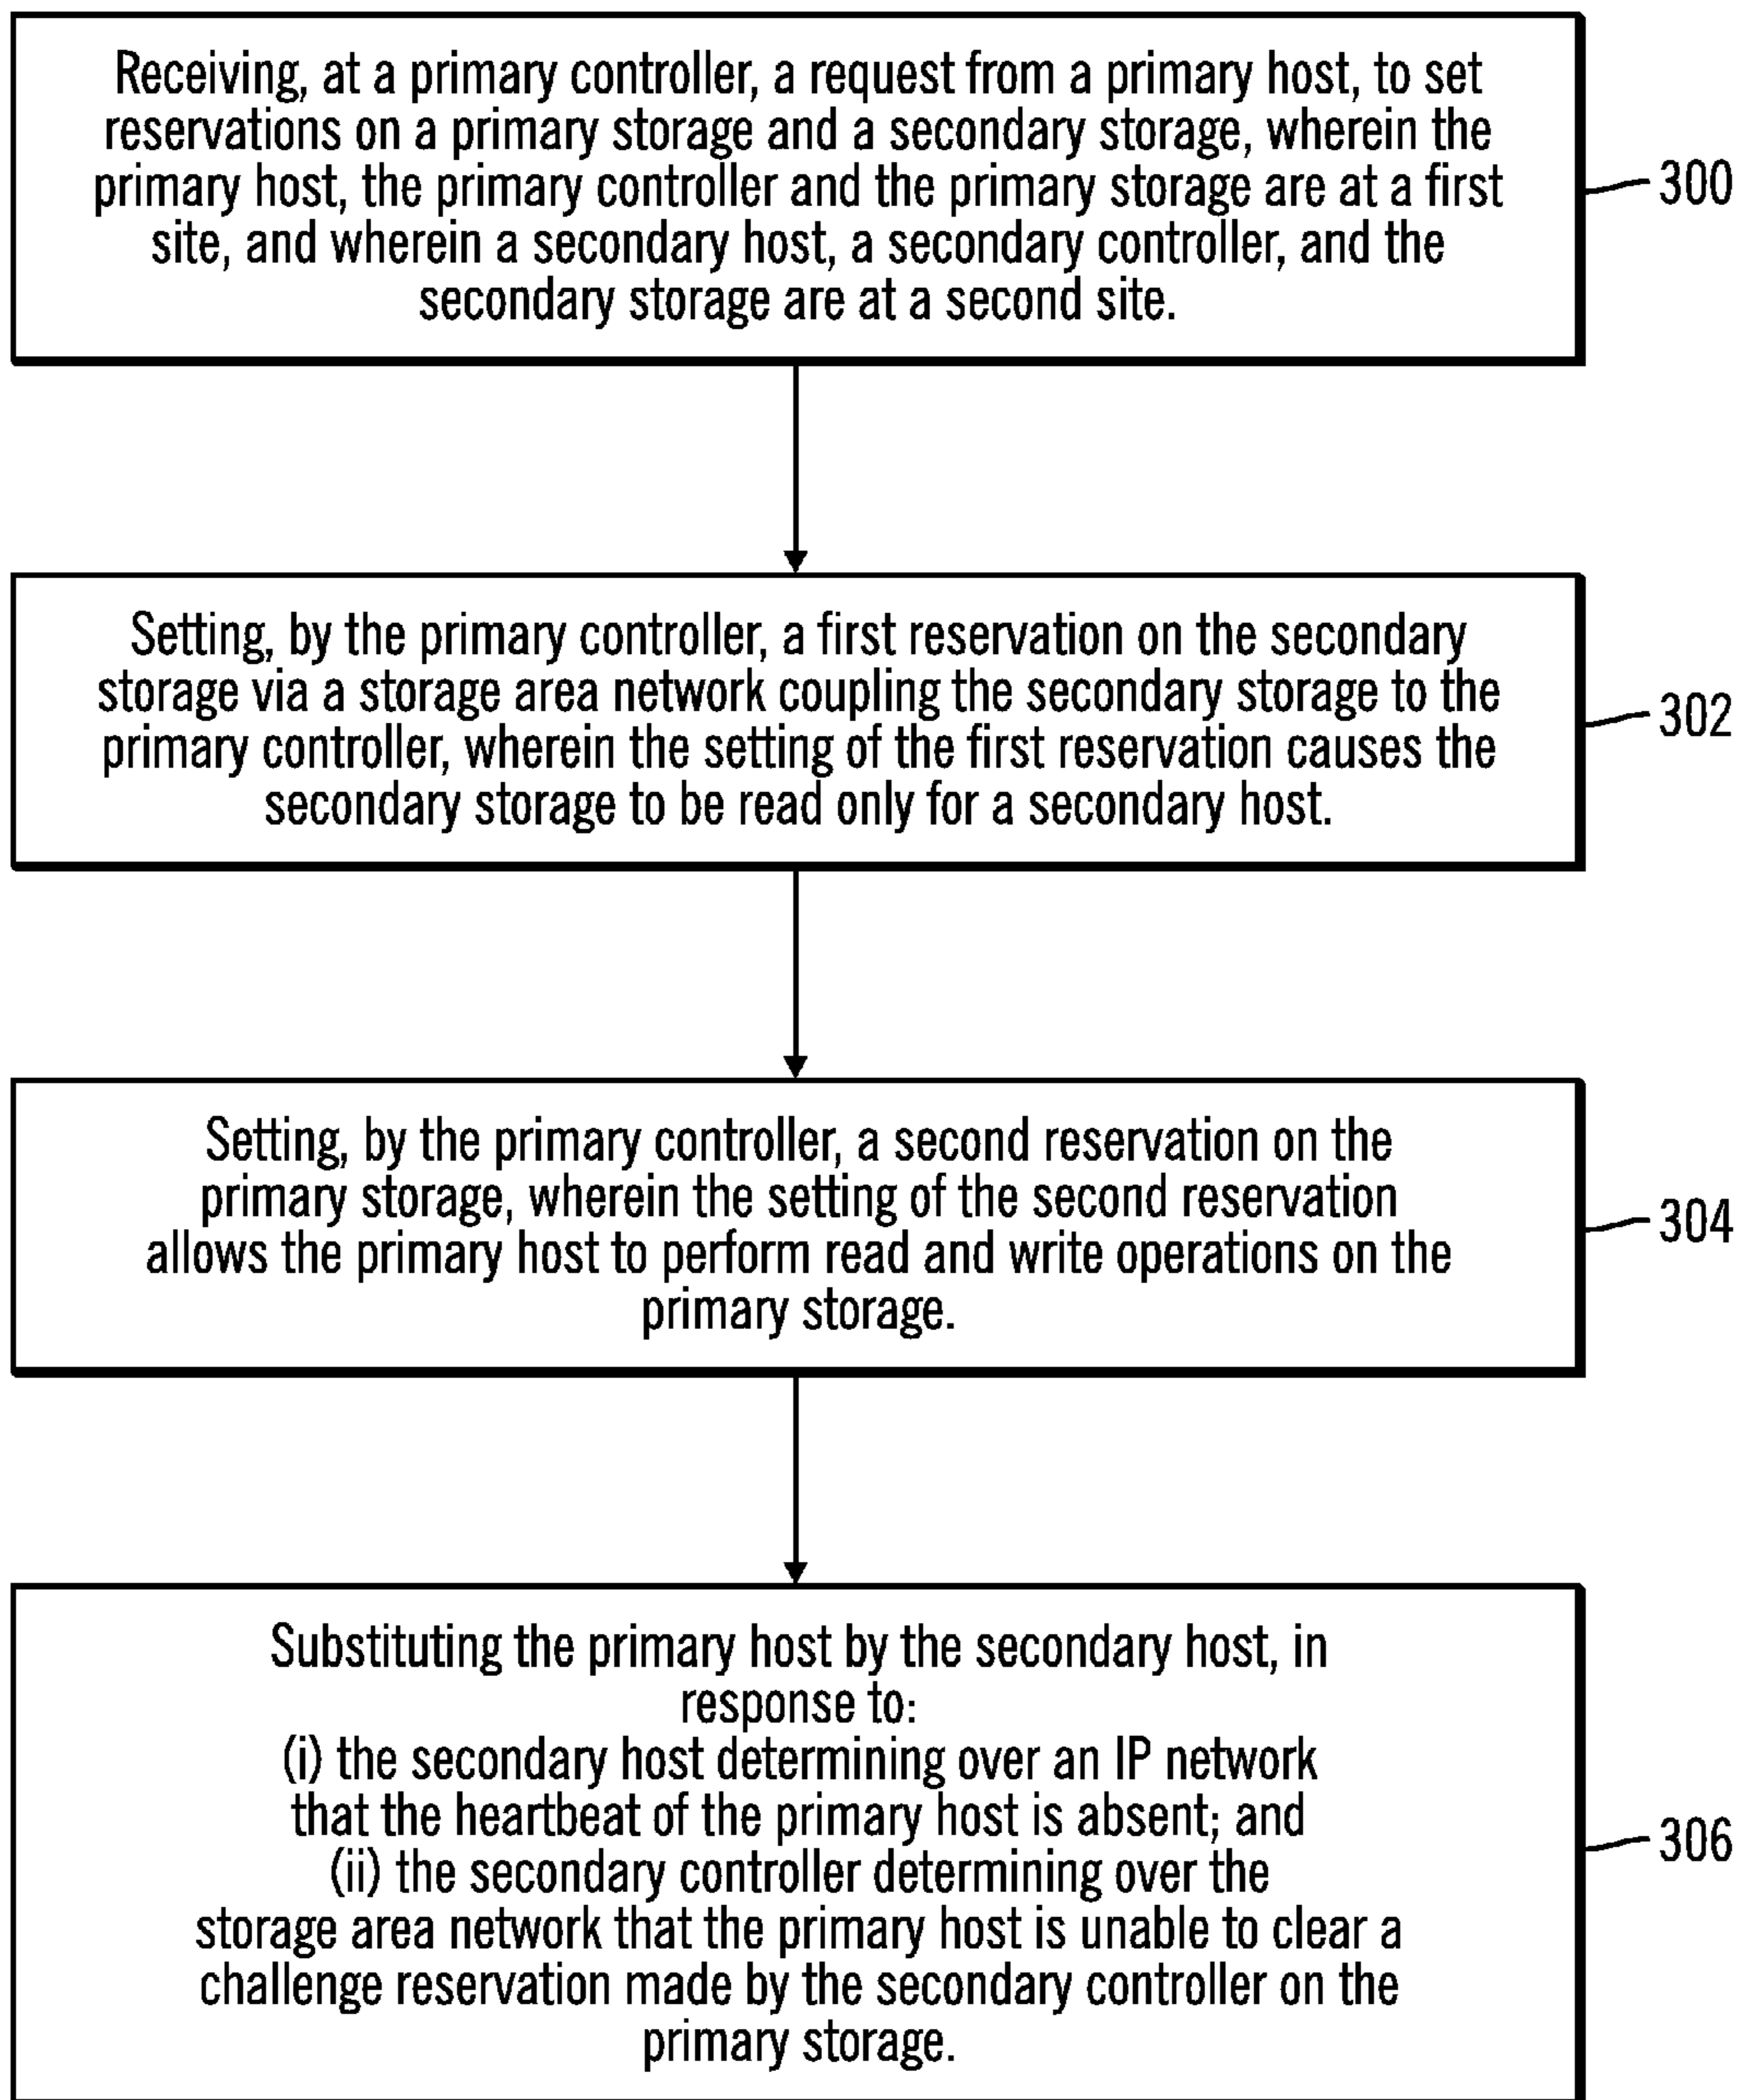 Receiving, at a primary controller, a request from a primary host, to set
reservations on a primary storage and a secondary storage, wherein the
primary host, the primary controller and the primary storage are at a first
site, and wherein a secondary host, a secondary controller, and the
secondary storage are at a second site.
300
Setting, by the primary controller, a first reservation on the secondary
storage via a storage area network coupling the secondary storage to the
primary controller, wherein the setting of the first reservation causes the
secondary storage to be read only for a secondary host.
302
Setting, by the primary controller, a second reservation on the
primary storage, wherein the setting of the second reservation
allows the primary host to perform read and write operations on the
primary storage.
304
Substituting the primary host by the secondary host, in
response to:
(i) the secondary host determining over an IP network
that the heartbeat of the primary host is absent; and
(ii) the secondary controller determining over the
storage area network that the primary host is unable to clear a
challenge reservation made by the secondary controller on the
primary storage.
306